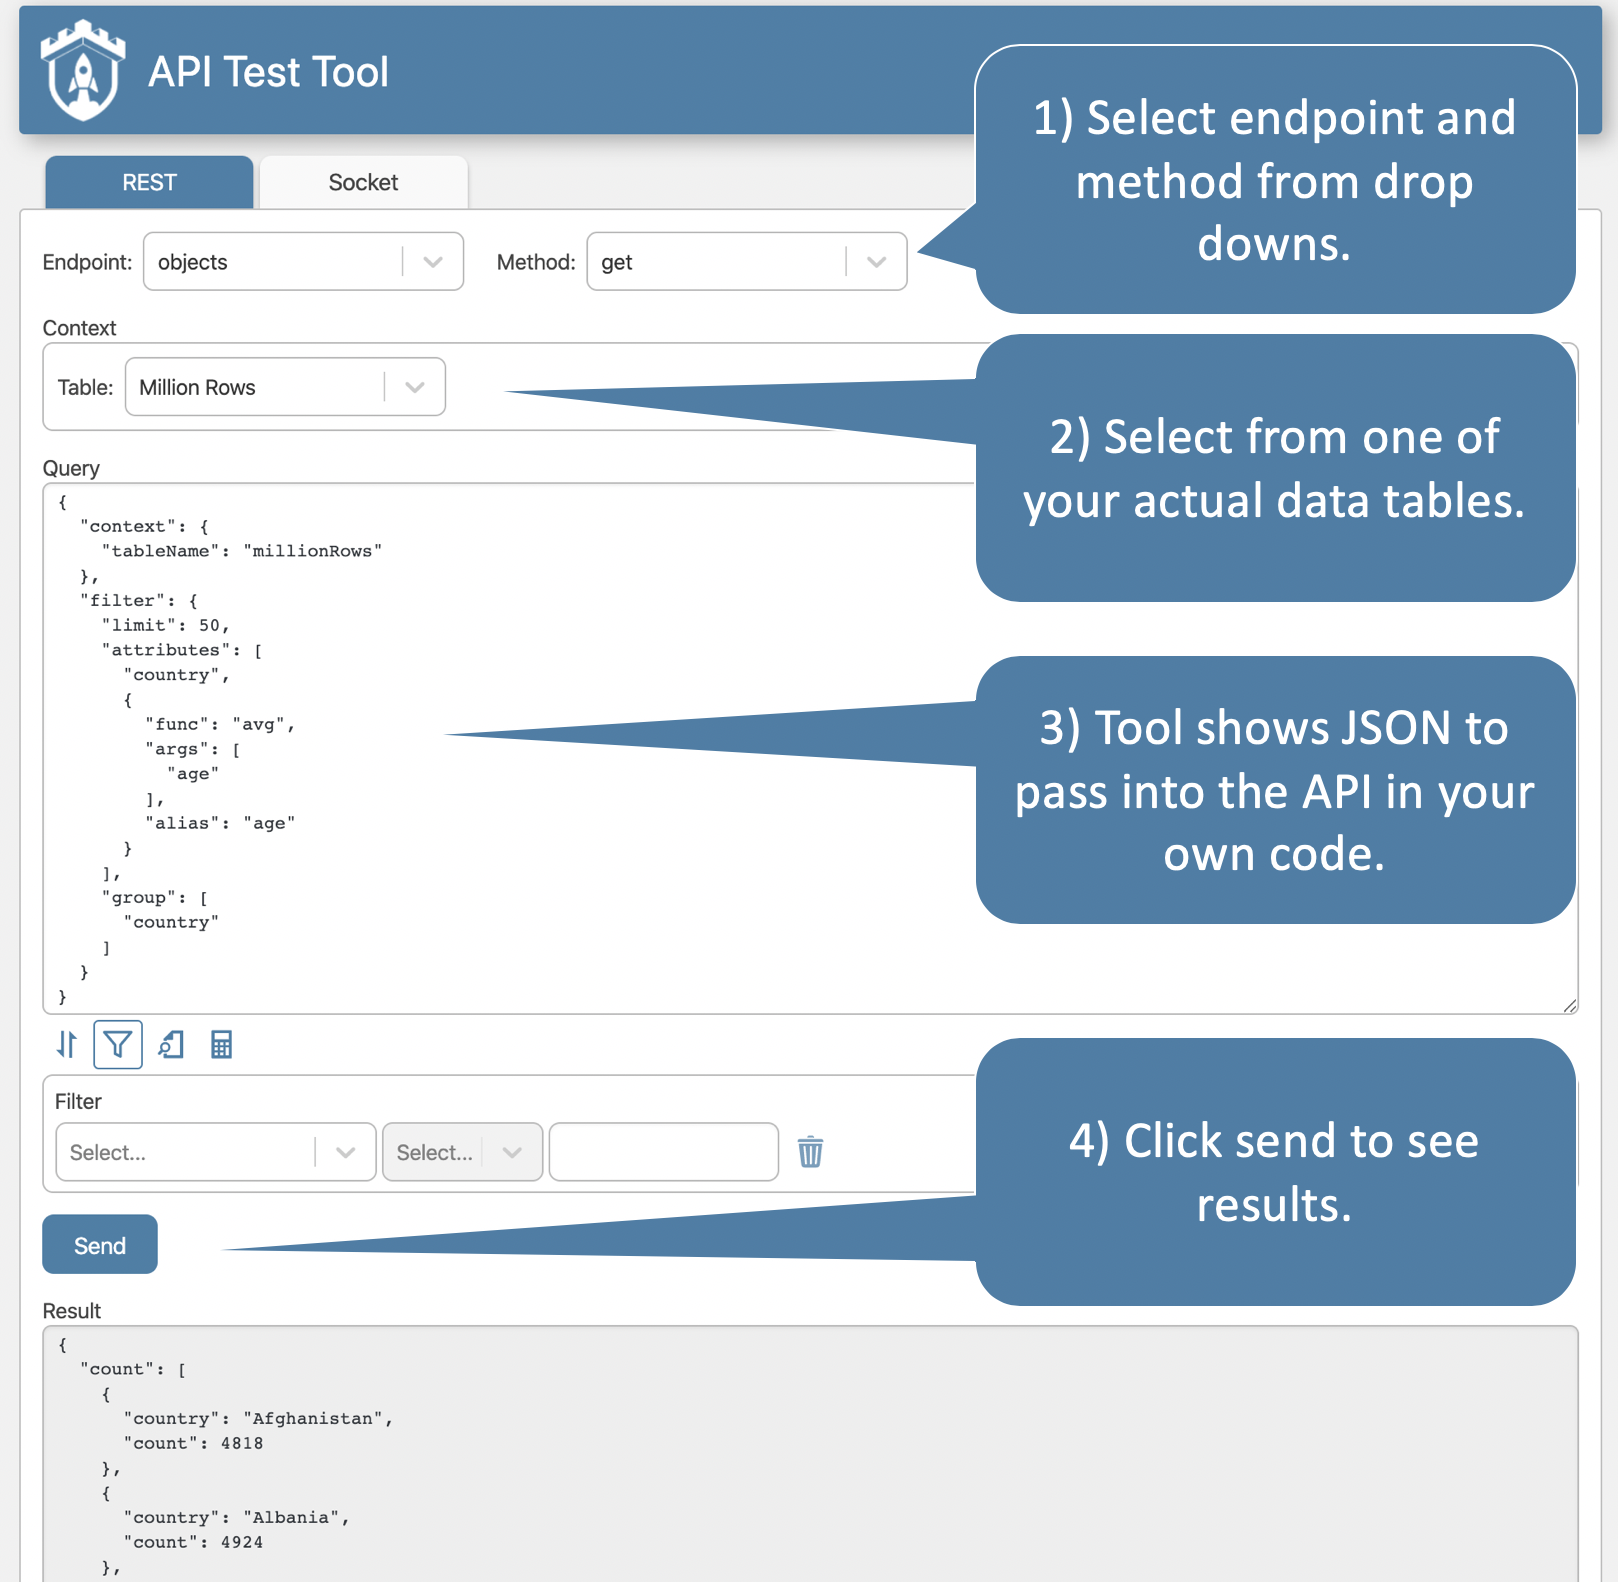 API Test Tool
1) Select endpoint and
method from drop
downs.
REST
Socket
Endpoint: objects
Method: get
Context
Table: Million Rows
2) Select from one of
your actual data tables.
Query
{
"context": {
"tableName": "millionRows"
},
"filter": {
"limit": 50,
"attributes": [
"country",
{
"func": "avg",
"args": [
"age"
],
"alias": "age"
}
],
"group": [
"country"
]
}
}
3) Tool shows JSON to
pass into the API in your
own code.
Filter
Select...
Select...
4) Click send to see
results.
Send
Result
{
"count": [
{
"country": "Afghanistan",
"count": 4818
},
{
"country": "Albania",
"count": 4924
},